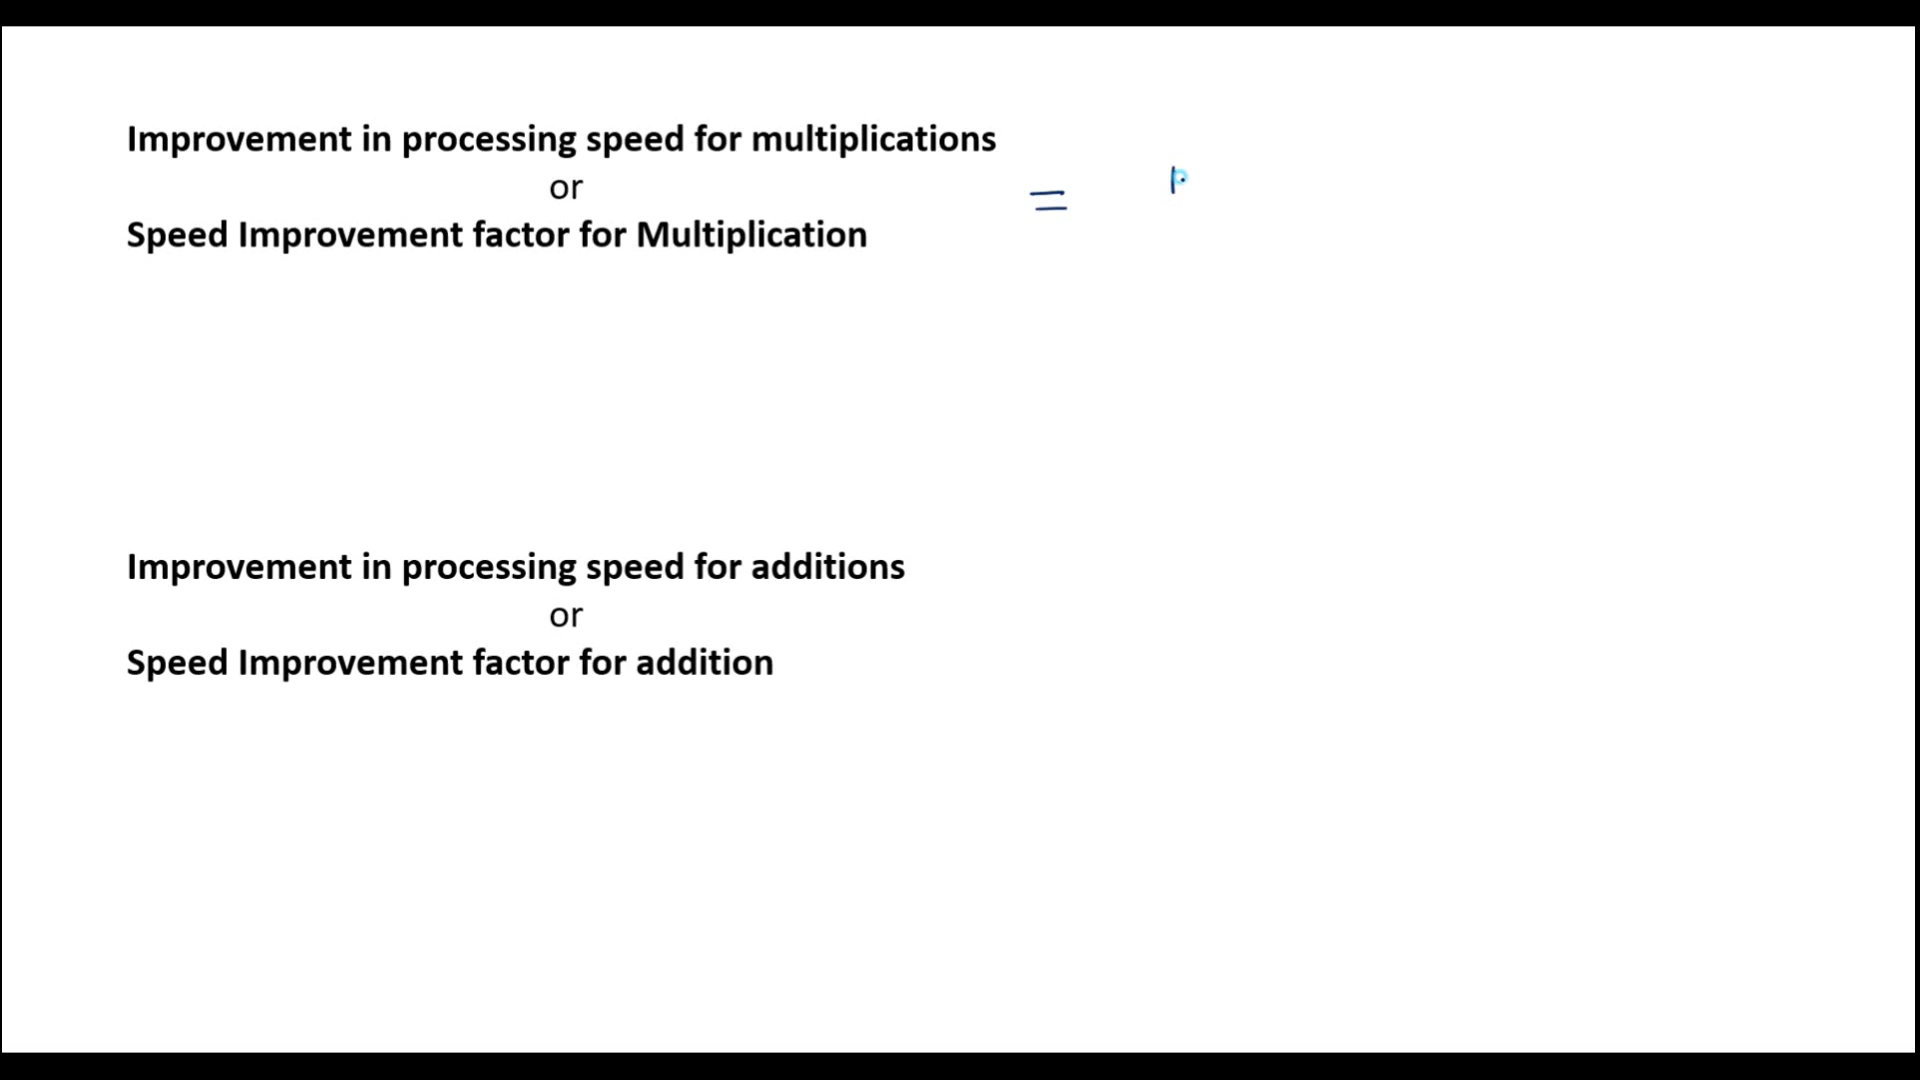 Improvement in processing speed for multiplications
or
= P
Speed Improvement factor for Multiplication
Improvement in processing speed for additions
or
Speed Improvement factor for addition